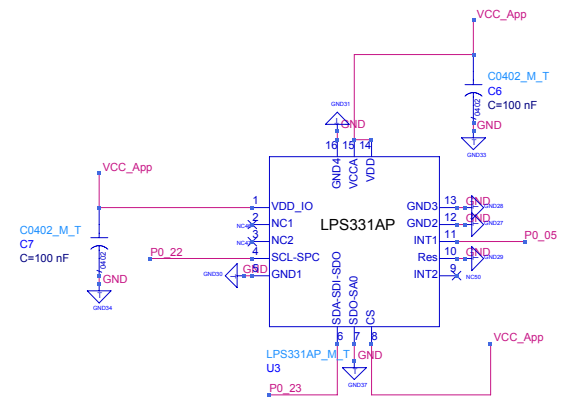 VCC_App
C0402_M_T
C6
0402
C=100 nF
GND
GND33
GND31
GND
16 15 14
GND4
VCCA
VDD
VCC_App
1 VDD_IO
2 NC1
3 NC2
4 SCL-SPC
5 GND1
LPS331AP
GND3 13 GND GND28
GND2 12 GND27
INT1 11 P0_05
Res 10 GND GND29
INT2 9 NC50
C0402_M_T
C7
0402
C=100 nF
GND
GND34
P0_22
GND30 GND
SDA-SDI-SDO
SDO-SA0
CS
6 7 8
LPS331AP_M_T
U3
GND
GND37
P0_23
VCC_App